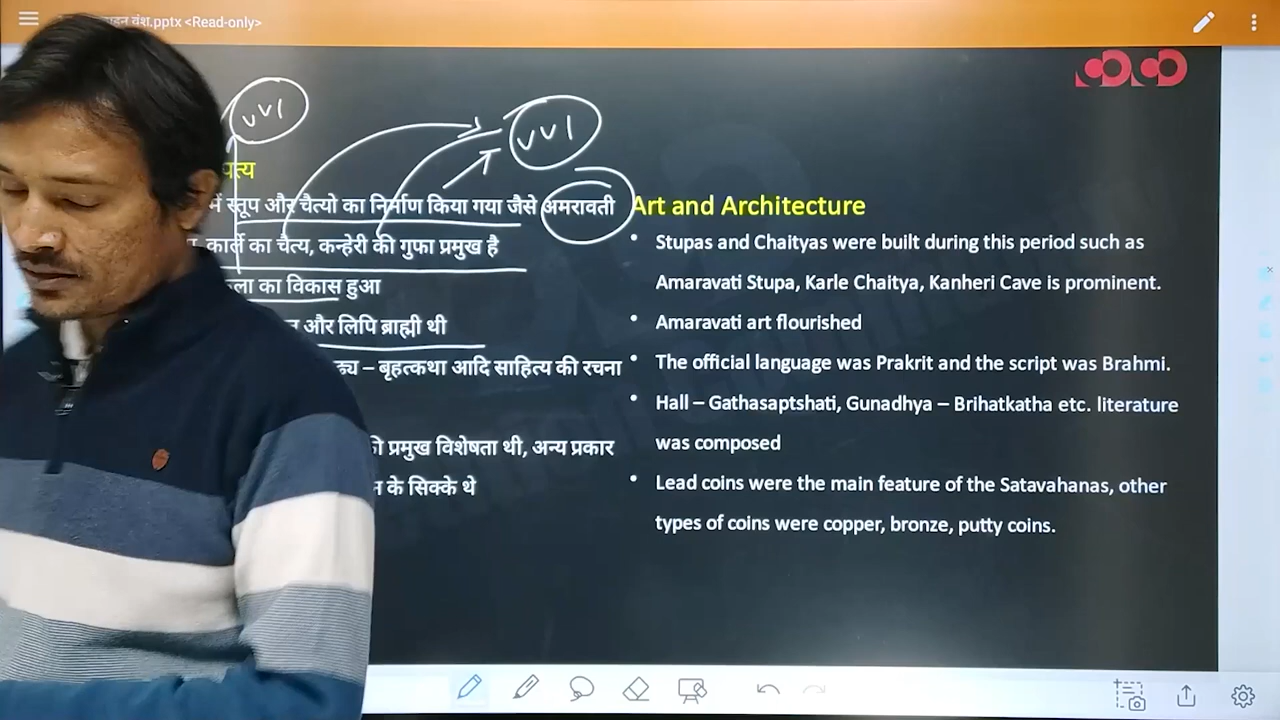 वंश.pptx <Read-only>
VVI
VVI
में स्तूप और चैत्यो का निर्माण किया गया जैसे अमरावती
कार्ले का चैत्य, कन्हेरी की गुफा प्रमुख है
का विकास हुआ
और लिपि ब्राह्मी थी
– बृहत्कथा आदि साहित्य की रचना
प्रमुख विशेषता थी, अन्य प्रकार
के सिक्के थे
Art and Architecture
• Stupas and Chaityas were built during this period such as
Amaravati Stupa, Karle Chaitya, Kanheri Cave is prominent.
• Amaravati art flourished
• The official language was Prakrit and the script was Brahmi.
• Hall – Gathasaptshati, Gunadhya – Brihatkatha etc. literature
was composed
• Lead coins were the main feature of the Satavahanas, other
types of coins were copper, bronze, putty coins.